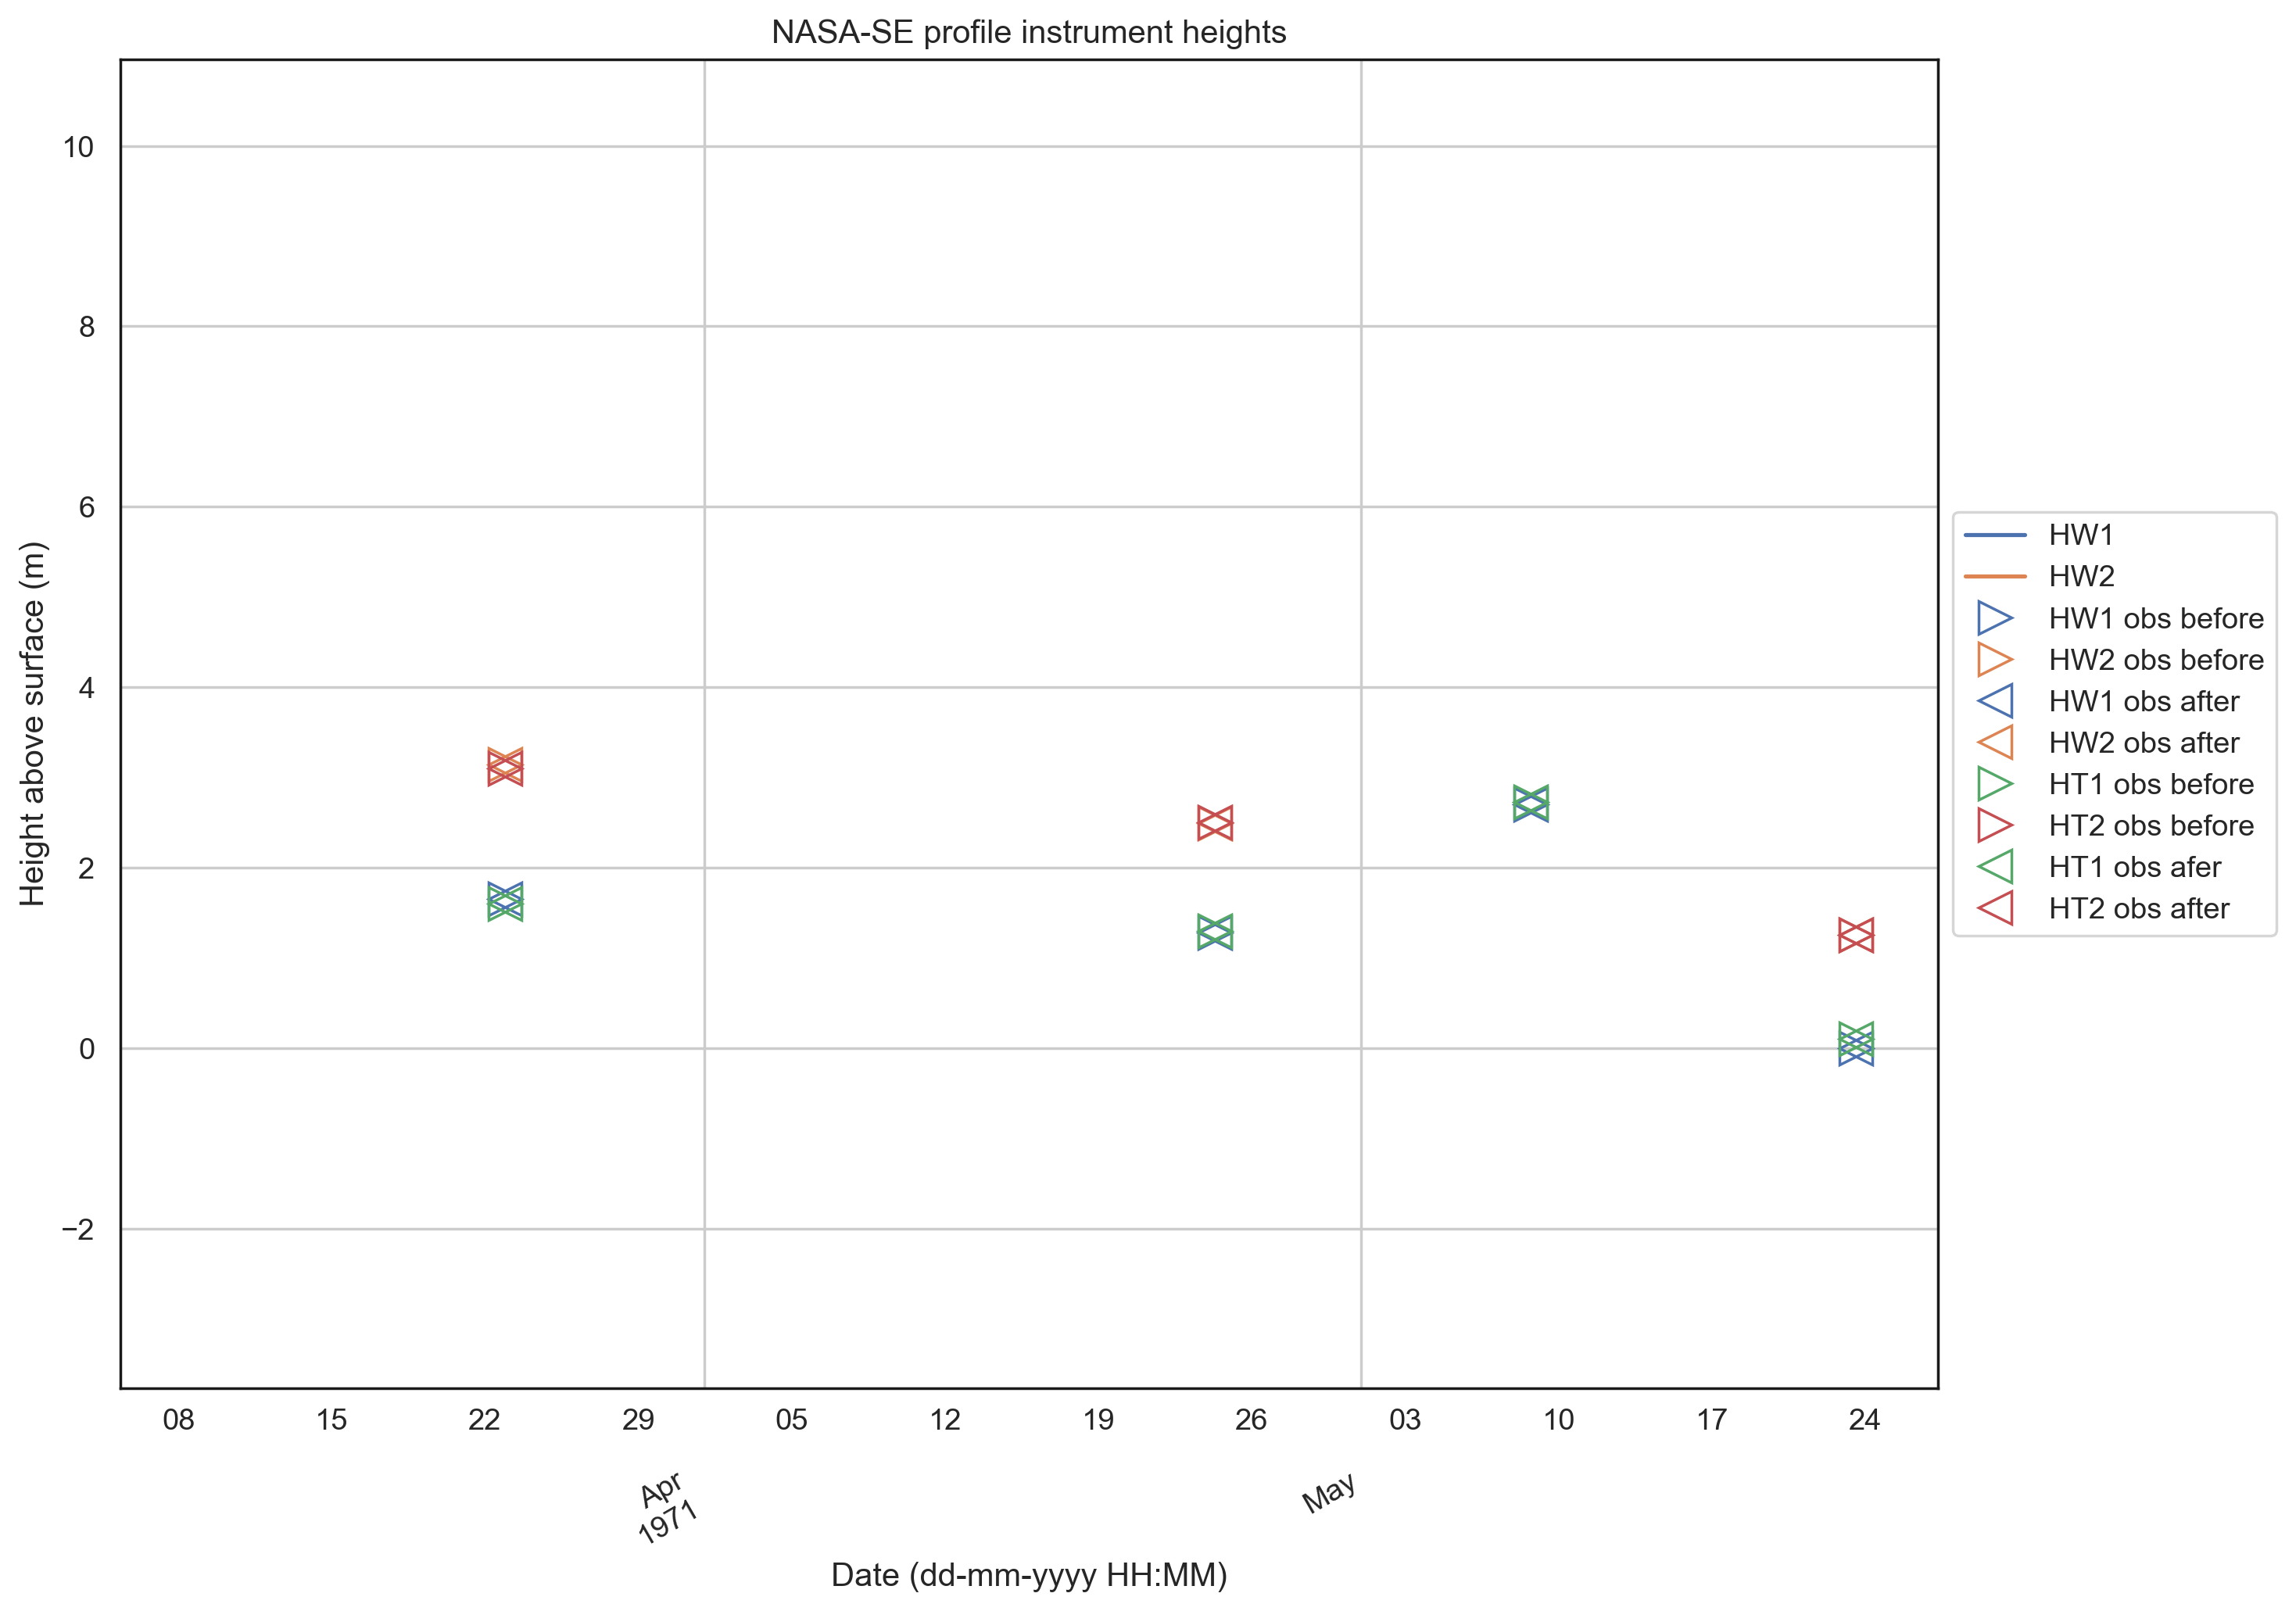 NASA-SE profile instrument heights
Height above surface (m)
10
8
6
4
2
0
−2
08 15 22 29 05 12 19 26 03 10 17 24
Apr
1971
May
Date (dd-mm-yyyy HH:MM)
HW1
HW2
HW1 obs before
HW2 obs before
HW1 obs after
HW2 obs after
HT1 obs before
HT2 obs before
HT1 obs afer
HT2 obs after